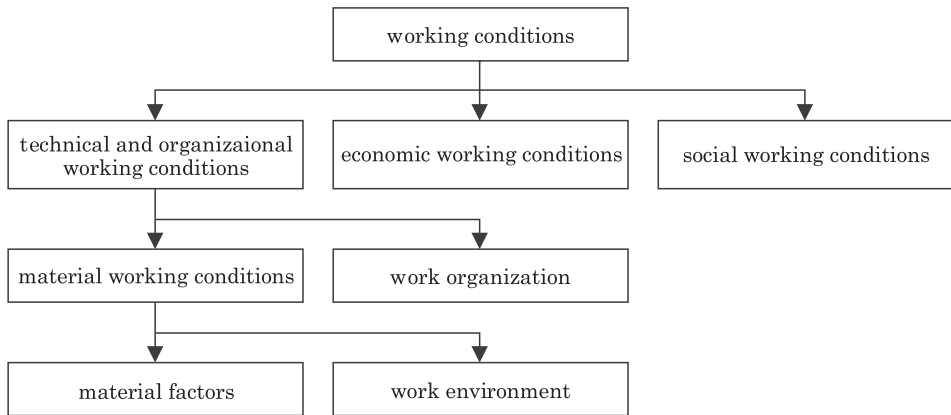 working conditions
technical and organizaional
working conditions
economic working conditions
social working conditions
material working conditions
work organization
material factors
work environment